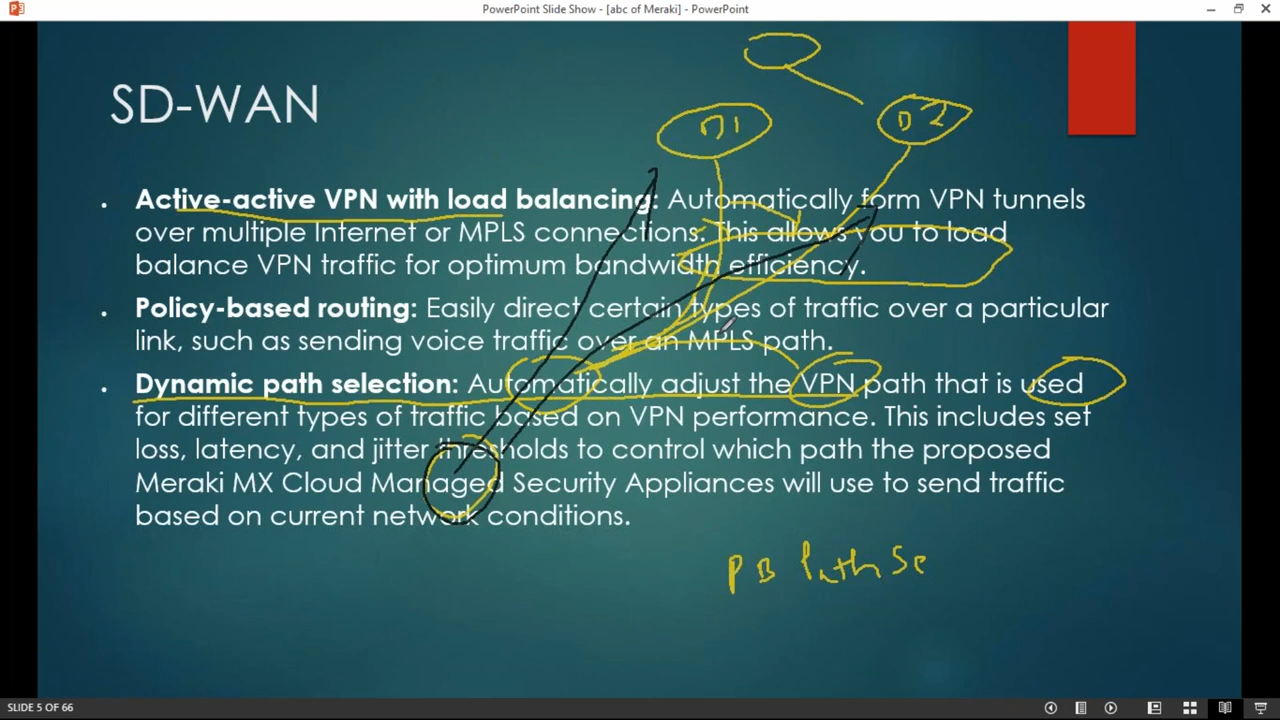 PowerPoint Slide Show - [abc of Meraki] - PowerPoint
SD-WAN
Active-active VPN with load balancing: Automatically form VPN tunnels
over multiple Internet or MPLS connections. This allows you to load
balance VPN traffic for optimum bandwidth efficiency.
Policy-based routing: Easily direct certain types of traffic over a particular
link, such as sending voice traffic over an MPLS path.
Dynamic path selection: Automatically adjust the VPN path that is used
for different types of traffic based on VPN performance. This includes set
loss, latency, and jitter thresholds to control which path the proposed
Meraki MX Cloud Managed Security Appliances will use to send traffic
based on current network conditions.
PB Path Se
SLIDE 5 OF 66